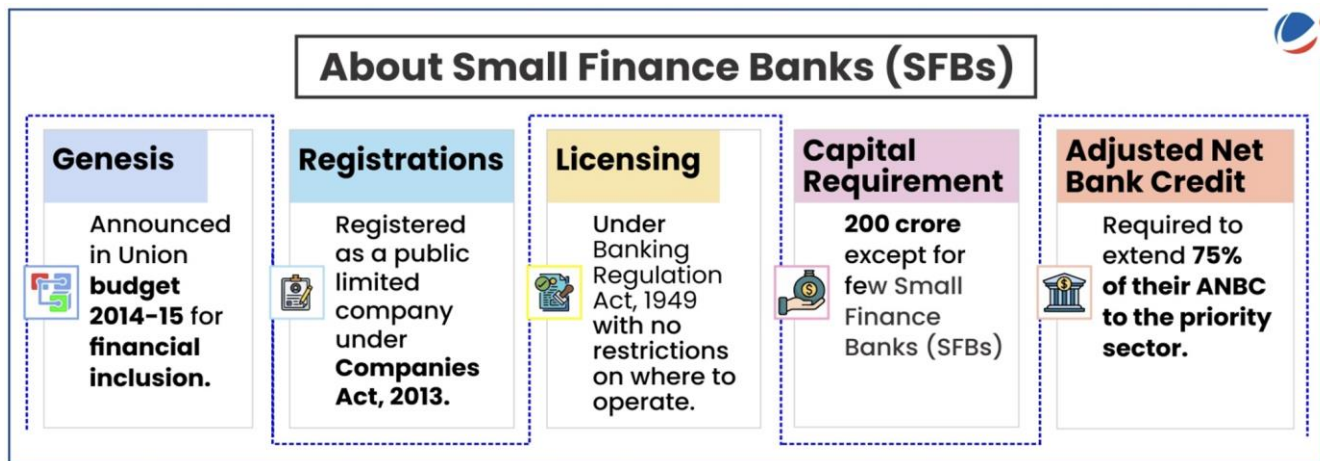 About Small Finance Banks (SFBs)
Genesis
Announced
in Union
budget
2014-15 for
financial
inclusion.
Registrations
Registered
as a public
limited
company
under
Companies
Act, 2013.
Licensing
Under
Banking
Regulation
Act, 1949
with no
restrictions
on where to
operate.
Capital
Requirement
200 crore
except for
few Small
Finance
Banks (SFBs)
Adjusted Net
Bank Credit
Required to
extend 75%
of their ANBC
to the priority
sector.